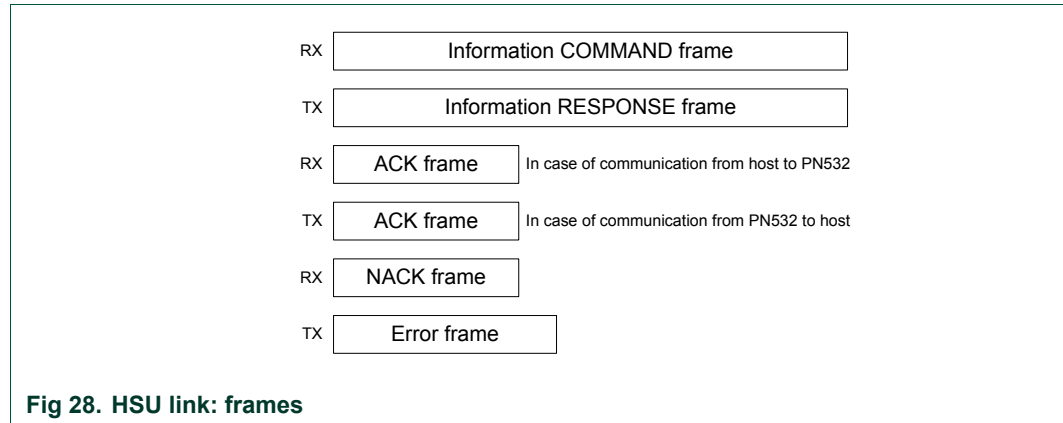 RX Information COMMAND frame
TX Information RESPONSE frame
RX ACK frame In case of communication from host to PN532
TX ACK frame In case of communication from PN532 to host
RX NACK frame
TX Error frame
Fig 28. HSU link: frames